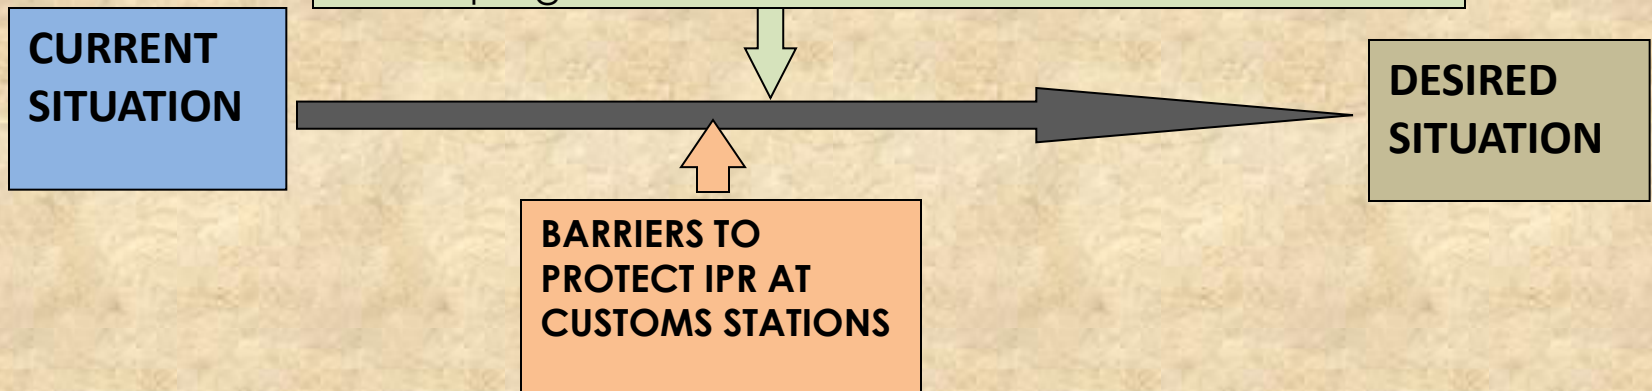 CURRENT
SITUATION
DESIRED
SITUATION
BARRIERS TO
PROTECT IPR AT
CUSTOMS STATIONS